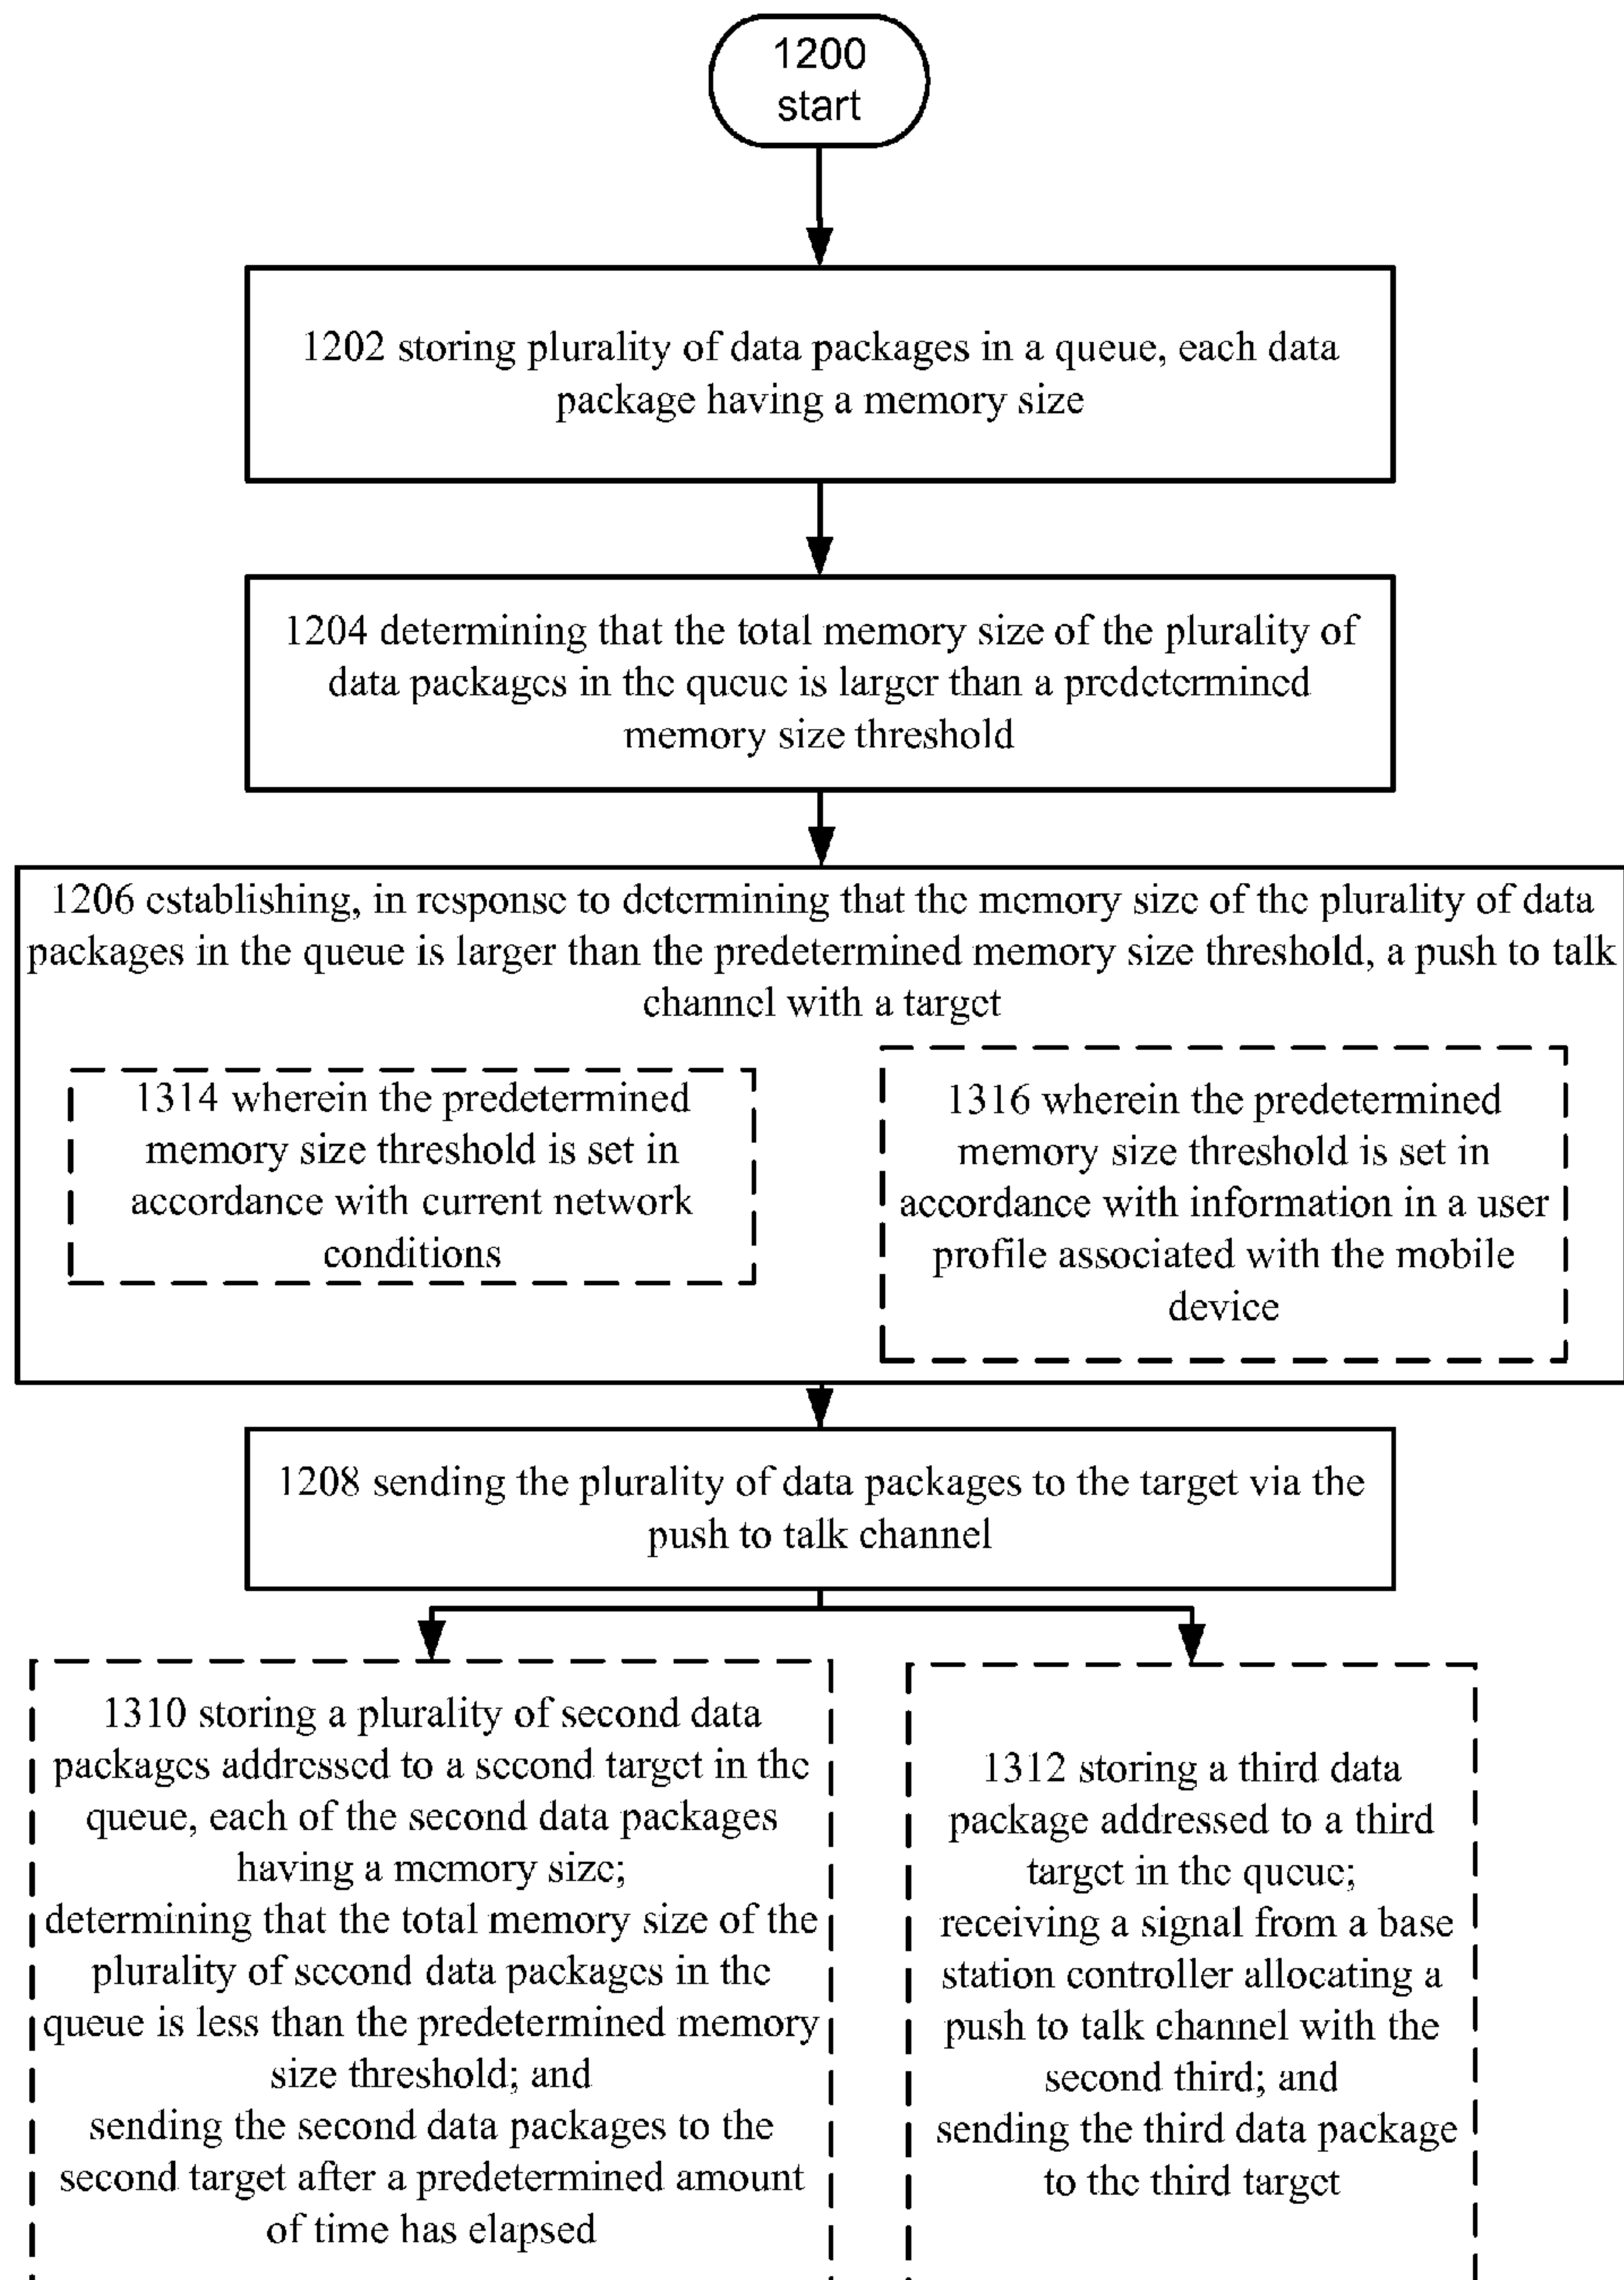 1200
start
1202 storing plurality of data packages in a queue, each data
package having a memory size
1204 determining that the total memory size of the plurality of
data packages in the queue is larger than a predetermined
memory size threshold
1206 establishing, in response to determining that the memory size of the plurality of data
packages in the queue is larger than the predetermined memory size threshold, a push to talk
channel with a target
1314 wherein the predetermined
memory size threshold is set in
accordance with current network
conditions
1316 wherein the predetermined
memory size threshold is set in
accordance with information in a user
profile associated with the mobile
device
1208 sending the plurality of data packages to the target via the
push to talk channel
1310 storing a plurality of second data
packages addressed to a second target in the
queue, each of the second data packages
having a memory size;
determining that the total memory size of the
plurality of second data packages in the
queue is less than the predetermined memory
size threshold; and
sending the second data packages to the
second target after a predetermined amount
of time has elapsed
1312 storing a third data
package addressed to a third
target in the queue;
receiving a signal from a base
station controller allocating a
push to talk channel with the
second third; and
sending the third data package
to the third target